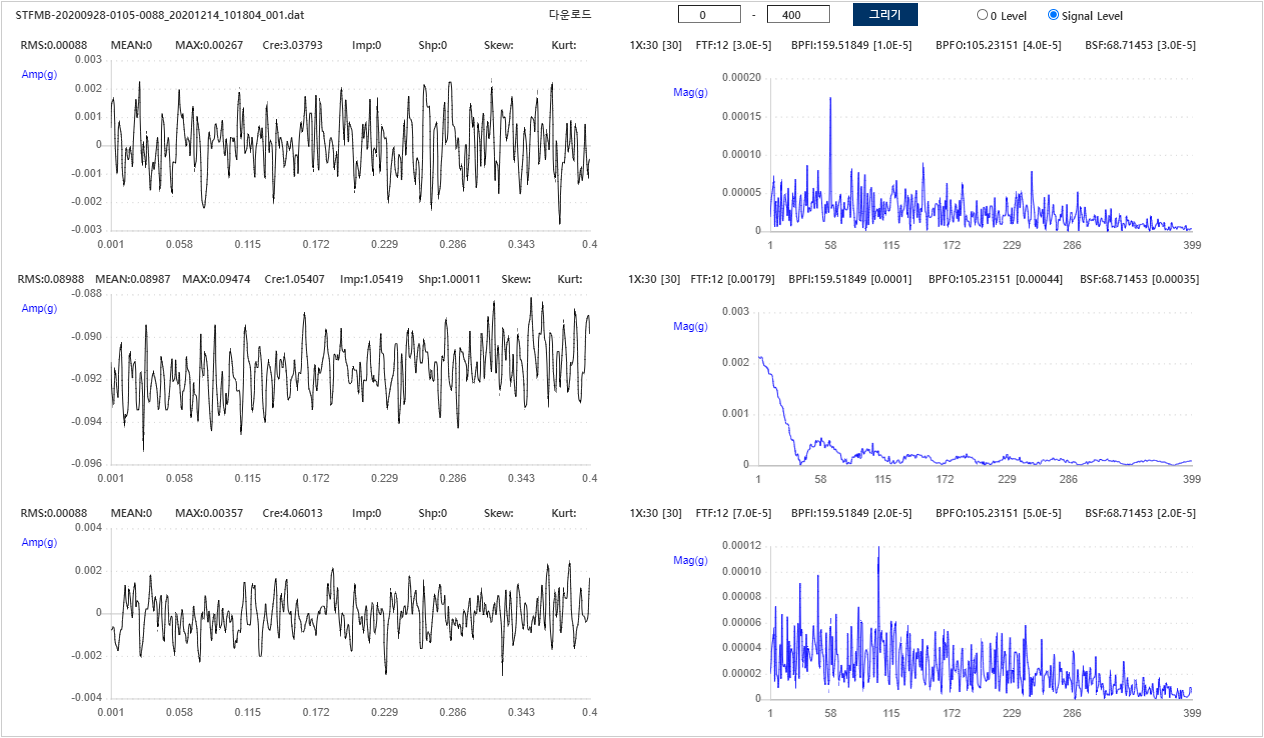 STFMB-20200928-0105-0088_20201214_101804_001.dat 다운로드 0 - 400 그리기 0 Level Signal Level
RMS:0.00088 MEAN:0 MAX:0.00267 Cre:3.03793 Imp:0 Shp:0 Skew: Kurt:
Amp(g)
0.003
0.002
0.001
0
-0.001
-0.002
-0.003
0.001 0.058 0.115 0.172 0.229 0.286 0.343 0.4
1X:30 [30] FTF:12 [3.0E-5] BPFI:159.51849 [1.0E-5] BPFO:105.23151 [4.0E-5] BSF:68.71453 [3.0E-5]
Mag(g)
0.00020
0.00015
0.00010
0.00005
0
1 58 115 172 229 286 399
RMS:0.08988 MEAN:0.08987 MAX:0.09474 Cre:1.05407 Imp:1.05419 Shp:1.00011 Skew: Kurt:
Amp(g)
-0.088
-0.090
-0.092
-0.094
-0.096
0.001 0.058 0.115 0.172 0.229 0.286 0.343 0.4
1X:30 [30] FTF:12 [0.00179] BPFI:159.51849 [0.0001] BPFO:105.23151 [0.00044] BSF:68.71453 [0.00035]
Mag(g)
0.003
0.002
0.001
0
1 58 115 172 229 286 399
RMS:0.00088 MEAN:0 MAX:0.00357 Cre:4.06013 Imp:0 Shp:0 Skew: Kurt:
Amp(g)
0.004
0.002
0
-0.002
-0.004
0.001 0.058 0.115 0.172 0.229 0.286 0.343 0.4
1X:30 [30] FTF:12 [7.0E-5] BPFI:159.51849 [2.0E-5] BPFO:105.23151 [5.0E-5] BSF:68.71453 [2.0E-5]
Mag(g)
0.00012
0.00010
0.00008
0.00006
0.00004
0.00002
0
1 58 115 172 229 286 399